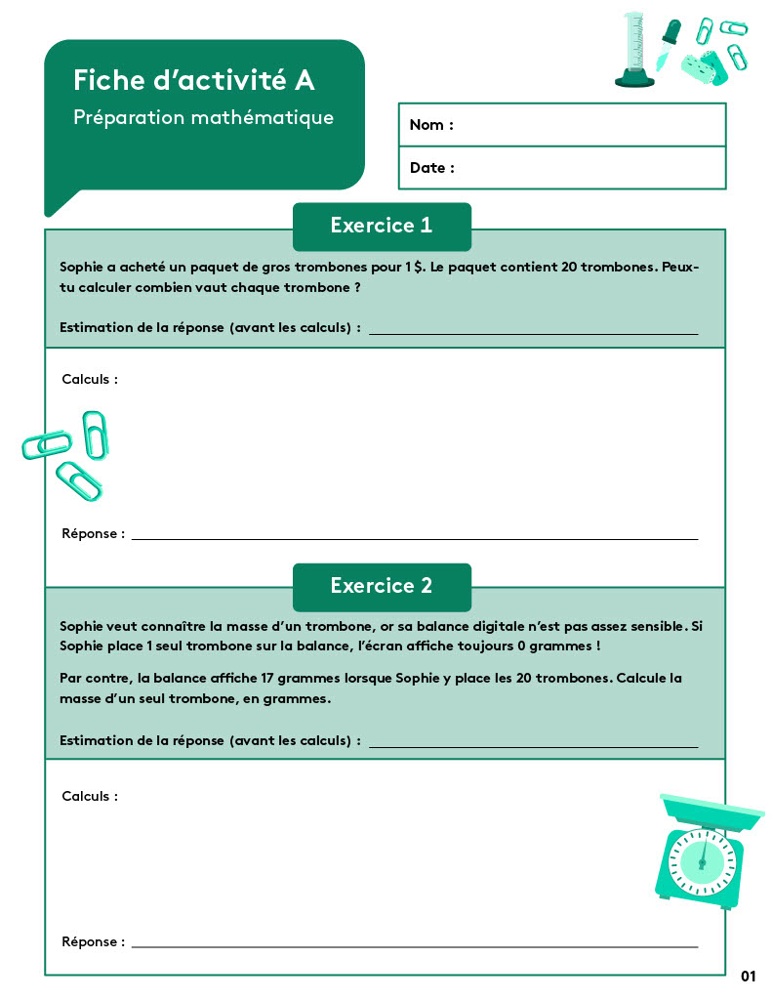 Fiche d’activité A
Préparation mathématique
Nom :
Date :
Exercice 1
Sophie a acheté un paquet de gros trombones pour 1 $. Le paquet contient 20 trombones. Peux-
tu calculer combien vaut chaque trombone ?
Estimation de la réponse (avant les calculs) :
Calculs :
Réponse :
Exercice 2
Sophie veut connaître la masse d’un trombone, or sa balance digitale n’est pas assez sensible. Si
Sophie place 1 seul trombone sur la balance, l’écran affiche toujours 0 grammes !
Par contre, la balance affiche 17 grammes lorsque Sophie y place les 20 trombones. Calcule la
masse d’un seul trombone, en grammes.
Estimation de la réponse (avant les calculs) :
Calculs :
Réponse :
01